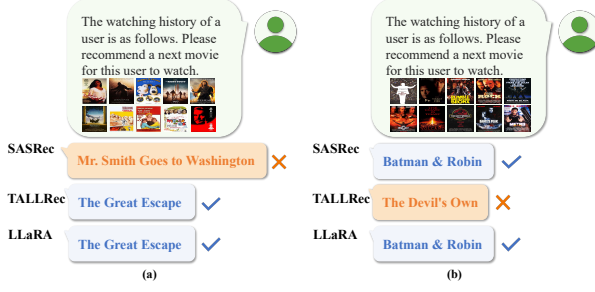 The watching history of a
user is as follows. Please
recommend a next movie
for this user to watch.
SASRec
Mr. Smith Goes to Washington
TALLRec
The Great Escape
LLaRA
The Great Escape
(a)
The watching history of a
user is as follows. Please
recommend a next movie
for this user to watch.
SASRec
Batman & Robin
TALLRec
The Devil's Own
LLaRA
Batman & Robin
(b)